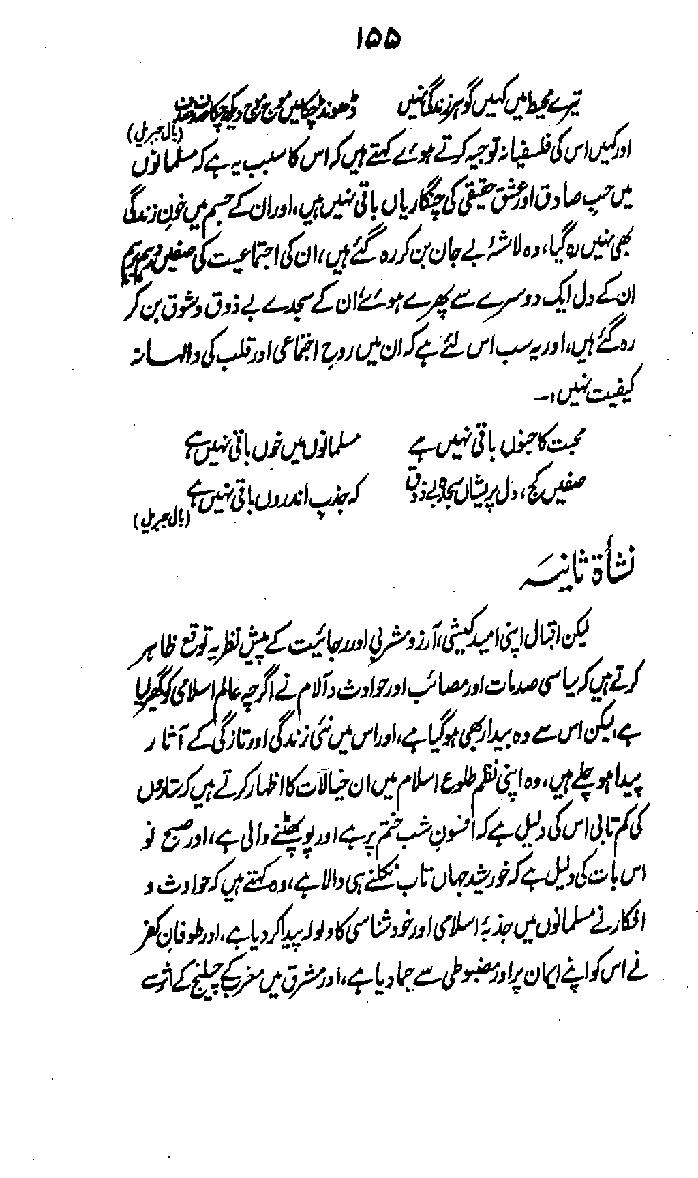 ۱۵۵
تیرے محیط میں کہیں گوہر زندگی نہیں ڈھونڈ چکا میں موج موج دیکھ چکا صدف صدف
(بال جبریل)
اور کہیں اس کی فلسفیانہ توجیہ کرتے ہوئے کہتے ہیں کہ اس کا سبب یہ ہے کہ مسلمانوں
میں حبِ صادق اور عشق حقیقی کی چنگاریاں باقی نہیں ہیں، اور ان کے جسم میں خونِ زندگی
بھی نہیں رہ گیا، وہ لاشۂ بے جان بن کر رہ گئے ہیں، ان کی اجتماعیت کی صفیں درہم برہم
ان کے دل ایک دوسرے سے پھرے ہوئے ان کے سجدے بے ذوق و شوق بن کر
رہ گئے ہیں، اور یہ سب اس لئے ہے کہ ان میں روحِ اجتماعی اور قلب کی والہانہ
کیفیت نہیں:۔
محبت کا جنوں باقی نہیں ہے مسلمانوں میں خوں باقی نہیں ہے
صفیں کج، دل پریشاں سجدہ بے ذوق کہ جذبِ اندروں باقی نہیں ہے
(بال جبریل)
نشأۃ ثانیہ
لیکن اقبال اپنی امید کیشی، آرزو مشربی اور رجائیت کے پیش نظر یہ توقع ظاہر
کرتے ہیں کہ سیاسی صدمات اور مصائب اور حوادث و آلام نے اگرچہ عالم اسلامی کو گھیر لیا
ہے، لیکن اس سے وہ بیدار بھی ہو گیا ہے، اور اس میں نئی زندگی اور تازگی کے آثار
پیدا ہو چلے ہیں، وہ اپنی نظم طلوع اسلام میں ان خیالات کا اظہار کرتے ہیں کہ ستاروں
کی کم تابی اس کی دلیل ہے کہ افسونِ شب ختم پر ہے اور پو پھٹنے والی ہے، اور صبح نو
اس بات کی دلیل ہے کہ خورشید جہاں تاب نکلنے ہی والا ہے، وہ کہتے ہیں کہ حوادث و
افکار نے مسلمانوں میں جذبۂ اسلامی اور خودشناسی کا ولولہ پیدا کر دیا ہے، اور طوفانِ کفر
نے اس کو اپنے ایمان پر اور مضبوطی سے جما دیا ہے، اور مشرق میں مغرب کے چیلنج کے اثر سے